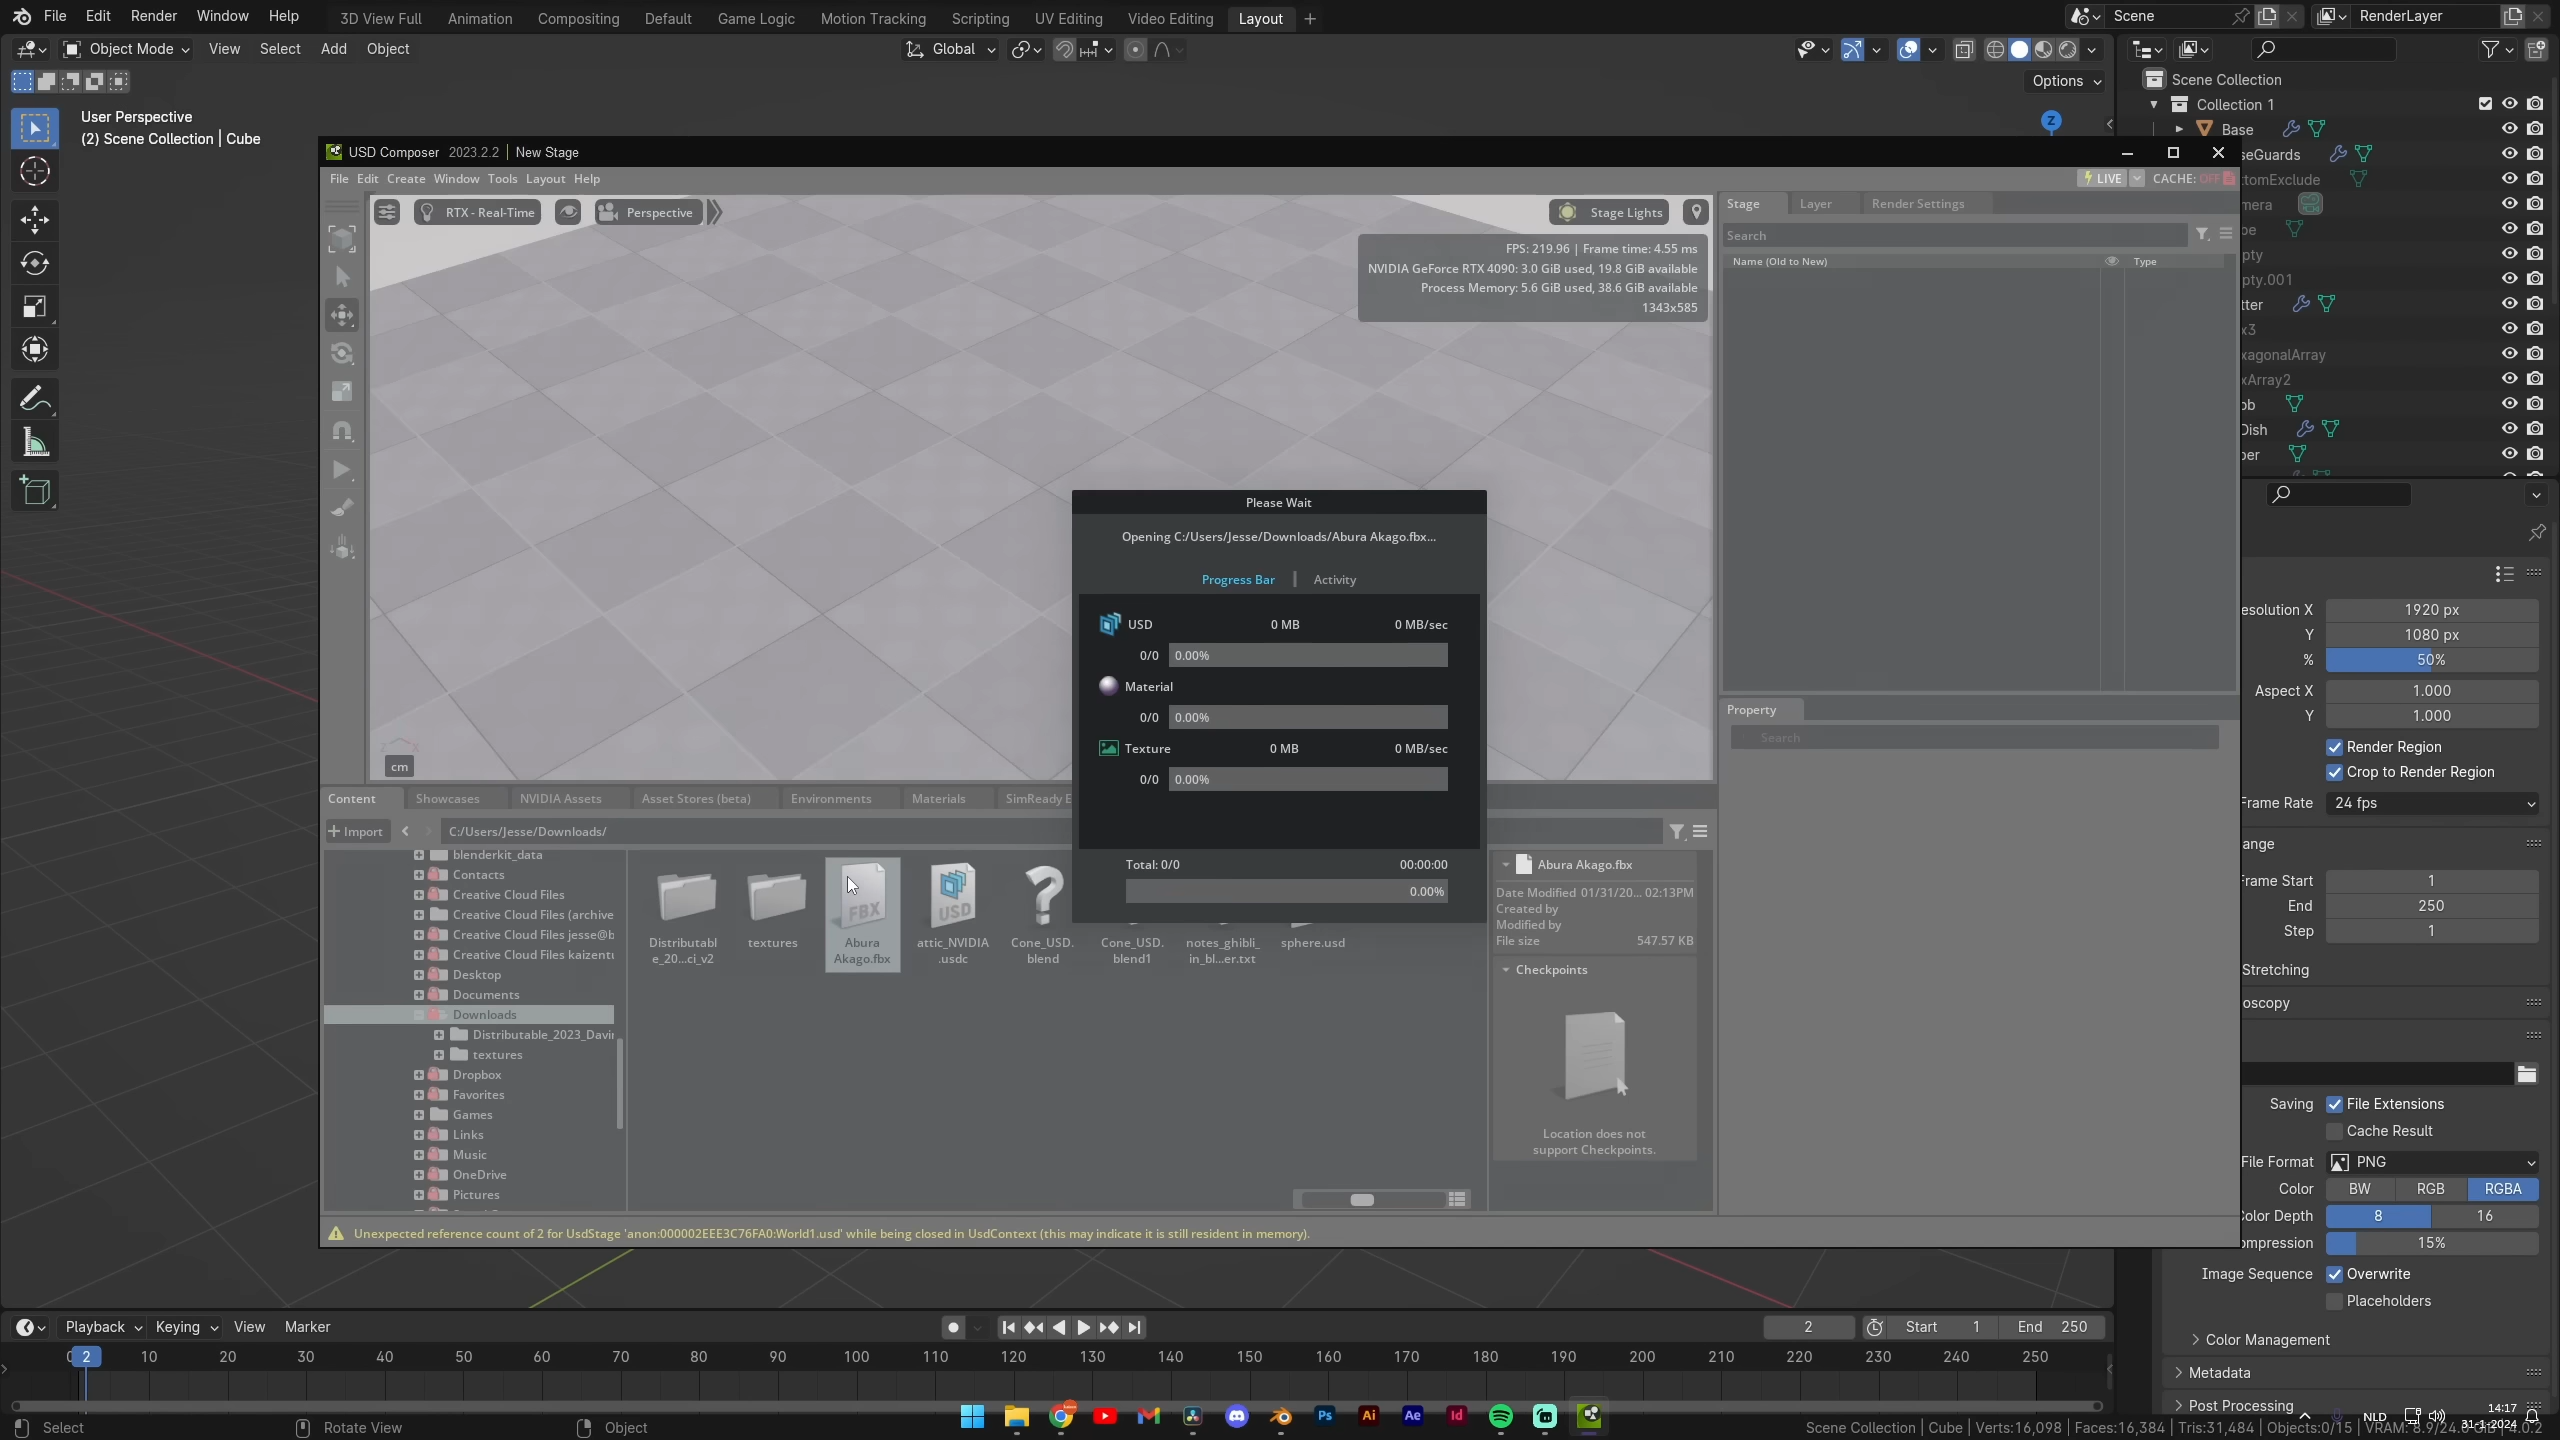 File Edit Render Window Help
3D View Full Animation Compositing Default Game Logic Motion Tracking Scripting UV Editing Video Editing Layout
Scene
RenderLayer
Object Mode View Select Add Object
Global
Options
User Perspective
(2) Scene Collection | Cube
Z
Scene Collection
Collection 1
Base
seGuards
ttomExclude
mera
be
pty
pty.001
tter
x3
xagonalArray
xArray2
ob
Dish
per
USD Composer 2023.2.2 | New Stage
File Edit Create Window Tools Layout Help
LIVE CACHE: OFF
RTX - Real-Time
Perspective
Stage Lights
FPS: 219.96 | Frame time: 4.55 ms
NVIDIA GeForce RTX 4090: 3.0 GiB used, 19.8 GiB available
Process Memory: 5.6 GiB used, 38.6 GiB available
1343x585
cm
Stage Layer Render Settings
Search
Name (Old to New) Type
Property
Search
Please Wait
Opening C:/Users/Jesse/Downloads/Abura Akago.fbx...
Progress Bar | Activity
USD 0 MB 0 MB/sec
0/0 0.00%
Material
0/0 0.00%
Texture 0 MB 0 MB/sec
0/0 0.00%
Total: 0/0 00:00:00
0.00%
Content Showcases NVIDIA Assets Asset Stores (beta) Environments Materials SimReady E
Import C:/Users/Jesse/Downloads/
blenderkit_data
Contacts
Creative Cloud Files
Creative Cloud Files (archive
Creative Cloud Files jesse@b
Creative Cloud Files kaizentu
Desktop
Documents
Downloads
Distributable_2023_Davin
textures
Dropbox
Favorites
Games
Links
Music
OneDrive
Pictures
FBX
USD
Distributabl
e_20...ci_v2
textures
Abura
Akago.fbx
attic_NVIDIA
.usdc
Cone_USD.
blend
Cone_USD.
blend1
notes_ghibli_
in_bl...er.txt
sphere.usd
Abura Akago.fbx
Date Modified 01/31/20... 02:13PM
Created by
Modified by
File size 547.57 KB
Checkpoints
Location does not
support Checkpoints.
Unexpected reference count of 2 for UsdStage 'anon:000002EEE3C76FA0:World1.usd' while being closed in UsdContext (this may indicate it is still resident in memory).
esolution X 1920 px
Y 1080 px
% 50%
Aspect X 1.000
Y 1.000
Render Region
Crop to Render Region
Frame Rate 24 fps
ange
Frame Start 1
End 250
Step 1
Stretching
oscopy
Saving File Extensions
Cache Result
File Format PNG
Color BW RGB RGBA
Color Depth 8 16
ompression 15%
Image Sequence Overwrite
Placeholders
Color Management
Metadata
Post Processing
Playback Keying View Marker
2 Start 1 End 250
0 2 10 20 30 40 50 60 70 80 90 100 110 120 130 140 150 160 170 180 190 200 210 220 230 240 250
Select Rotate View Object
Ps Ai Ae Id
NLD
14:17
31-1-2024
Scene Collection | Cube | Verts:16,098 | Faces:16,384 | Tris:31,484 | Objects:0/15 | VRAM: 8.9/24.0 GiB | 4.0.2